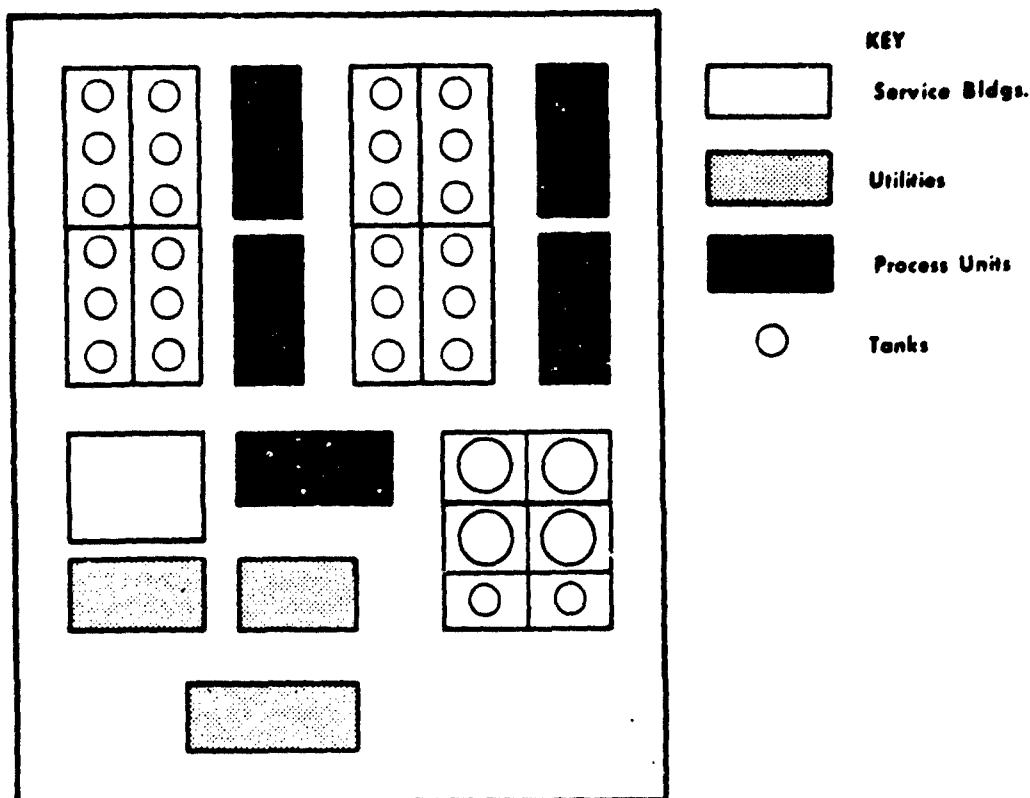 KEY
Service Bldgs.
Utilities
Process Units
Tanks